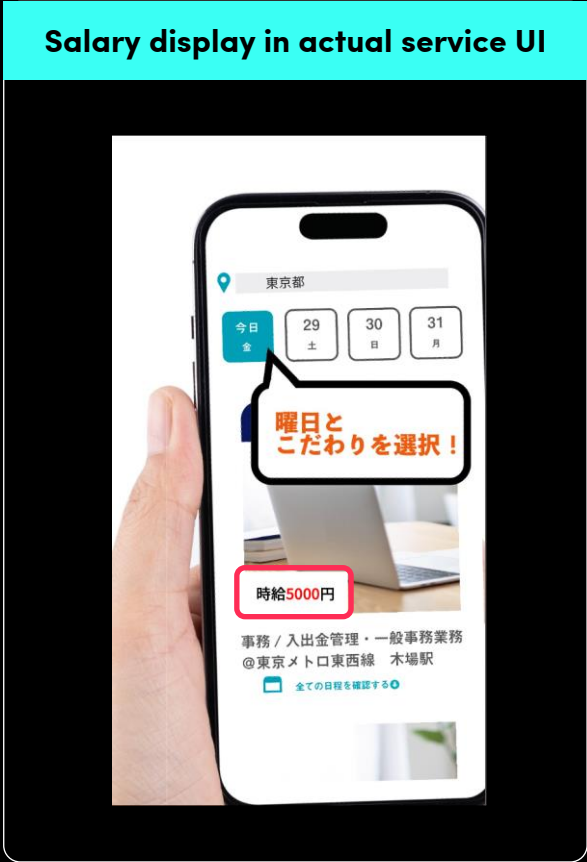 Salary display in actual service UI
東京都
今日
金
29
土
30
日
31
月
曜日と
こだわりを選択！
時給5000円
事務 / 入出金管理・一般事務業務
@東京メトロ東西線　木場駅
全ての日程を確認する